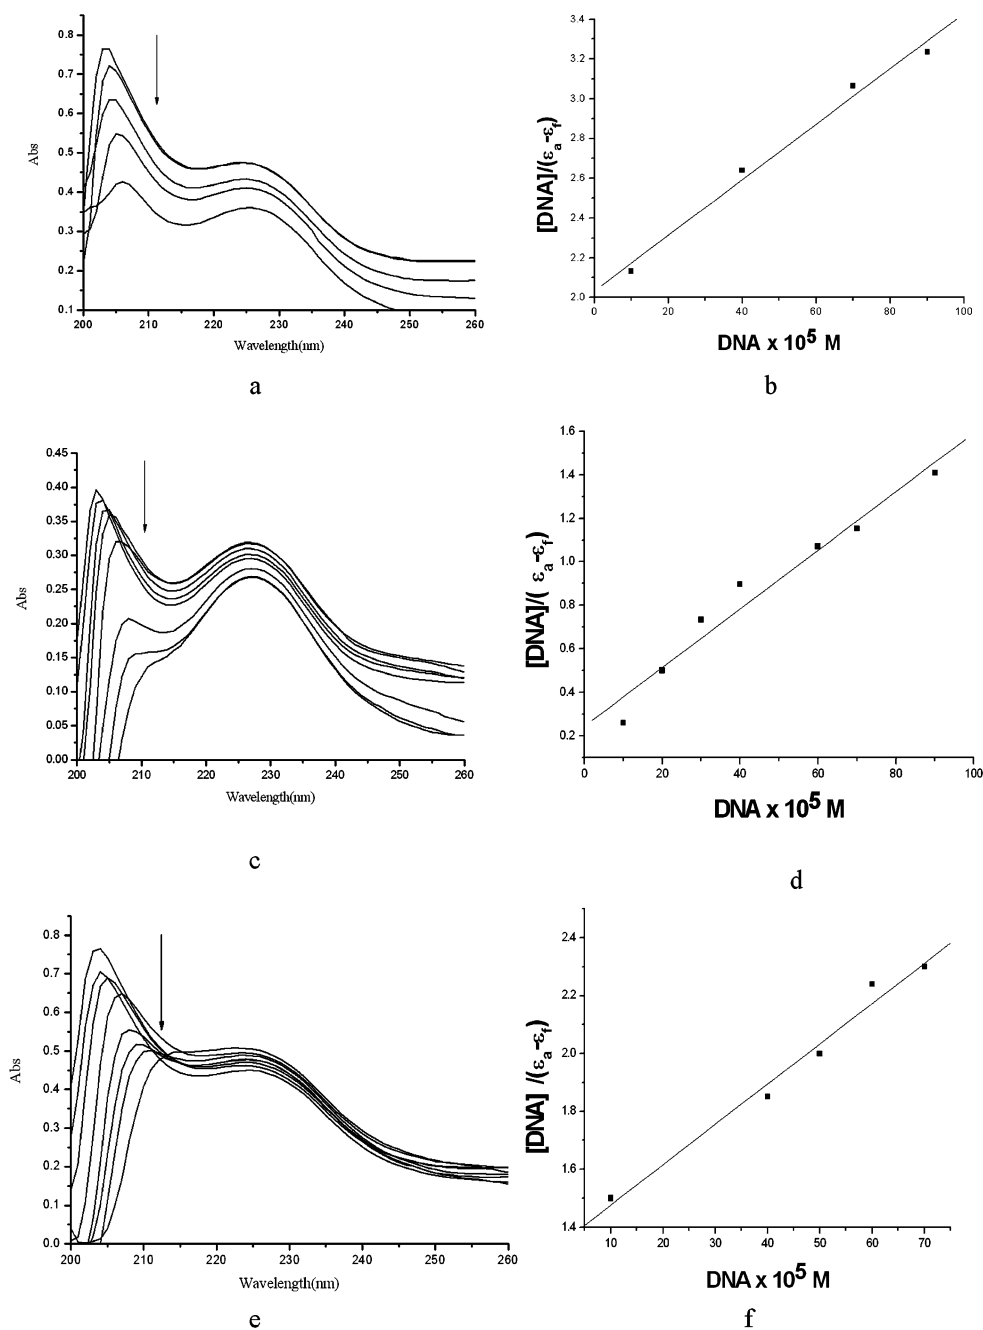 0.8
0.7
0.6
0.5
0.4
0.3
0.2
0.1
Abs
200 210 220 230 240 250 260
Wavelength(nm)
a
3.4
3.2
3.0
2.8
2.6
2.4
2.2
2.0
[DNA]/(εa-εf)
0 20 40 60 80 100
DNA x 10⁵ M
b
0.45
0.40
0.35
0.30
0.25
0.20
0.15
0.10
0.05
0.00
Abs
200 210 220 230 240 250 260
Wavelength(nm)
c
1.6
1.4
1.2
1.0
0.8
0.6
0.4
0.2
[DNA]/( εa-εf)
0 20 40 60 80 100
DNA x 10⁵ M
d
0.8
0.7
0.6
0.5
0.4
0.3
0.2
0.1
0.0
Abs
200 210 220 230 240 250 260
Wavelength(nm)
e
2.4
2.2
2.0
1.8
1.6
1.4
[DNA] /(εa-εf)
10 20 30 40 50 60 70
DNA x 10⁵ M
f